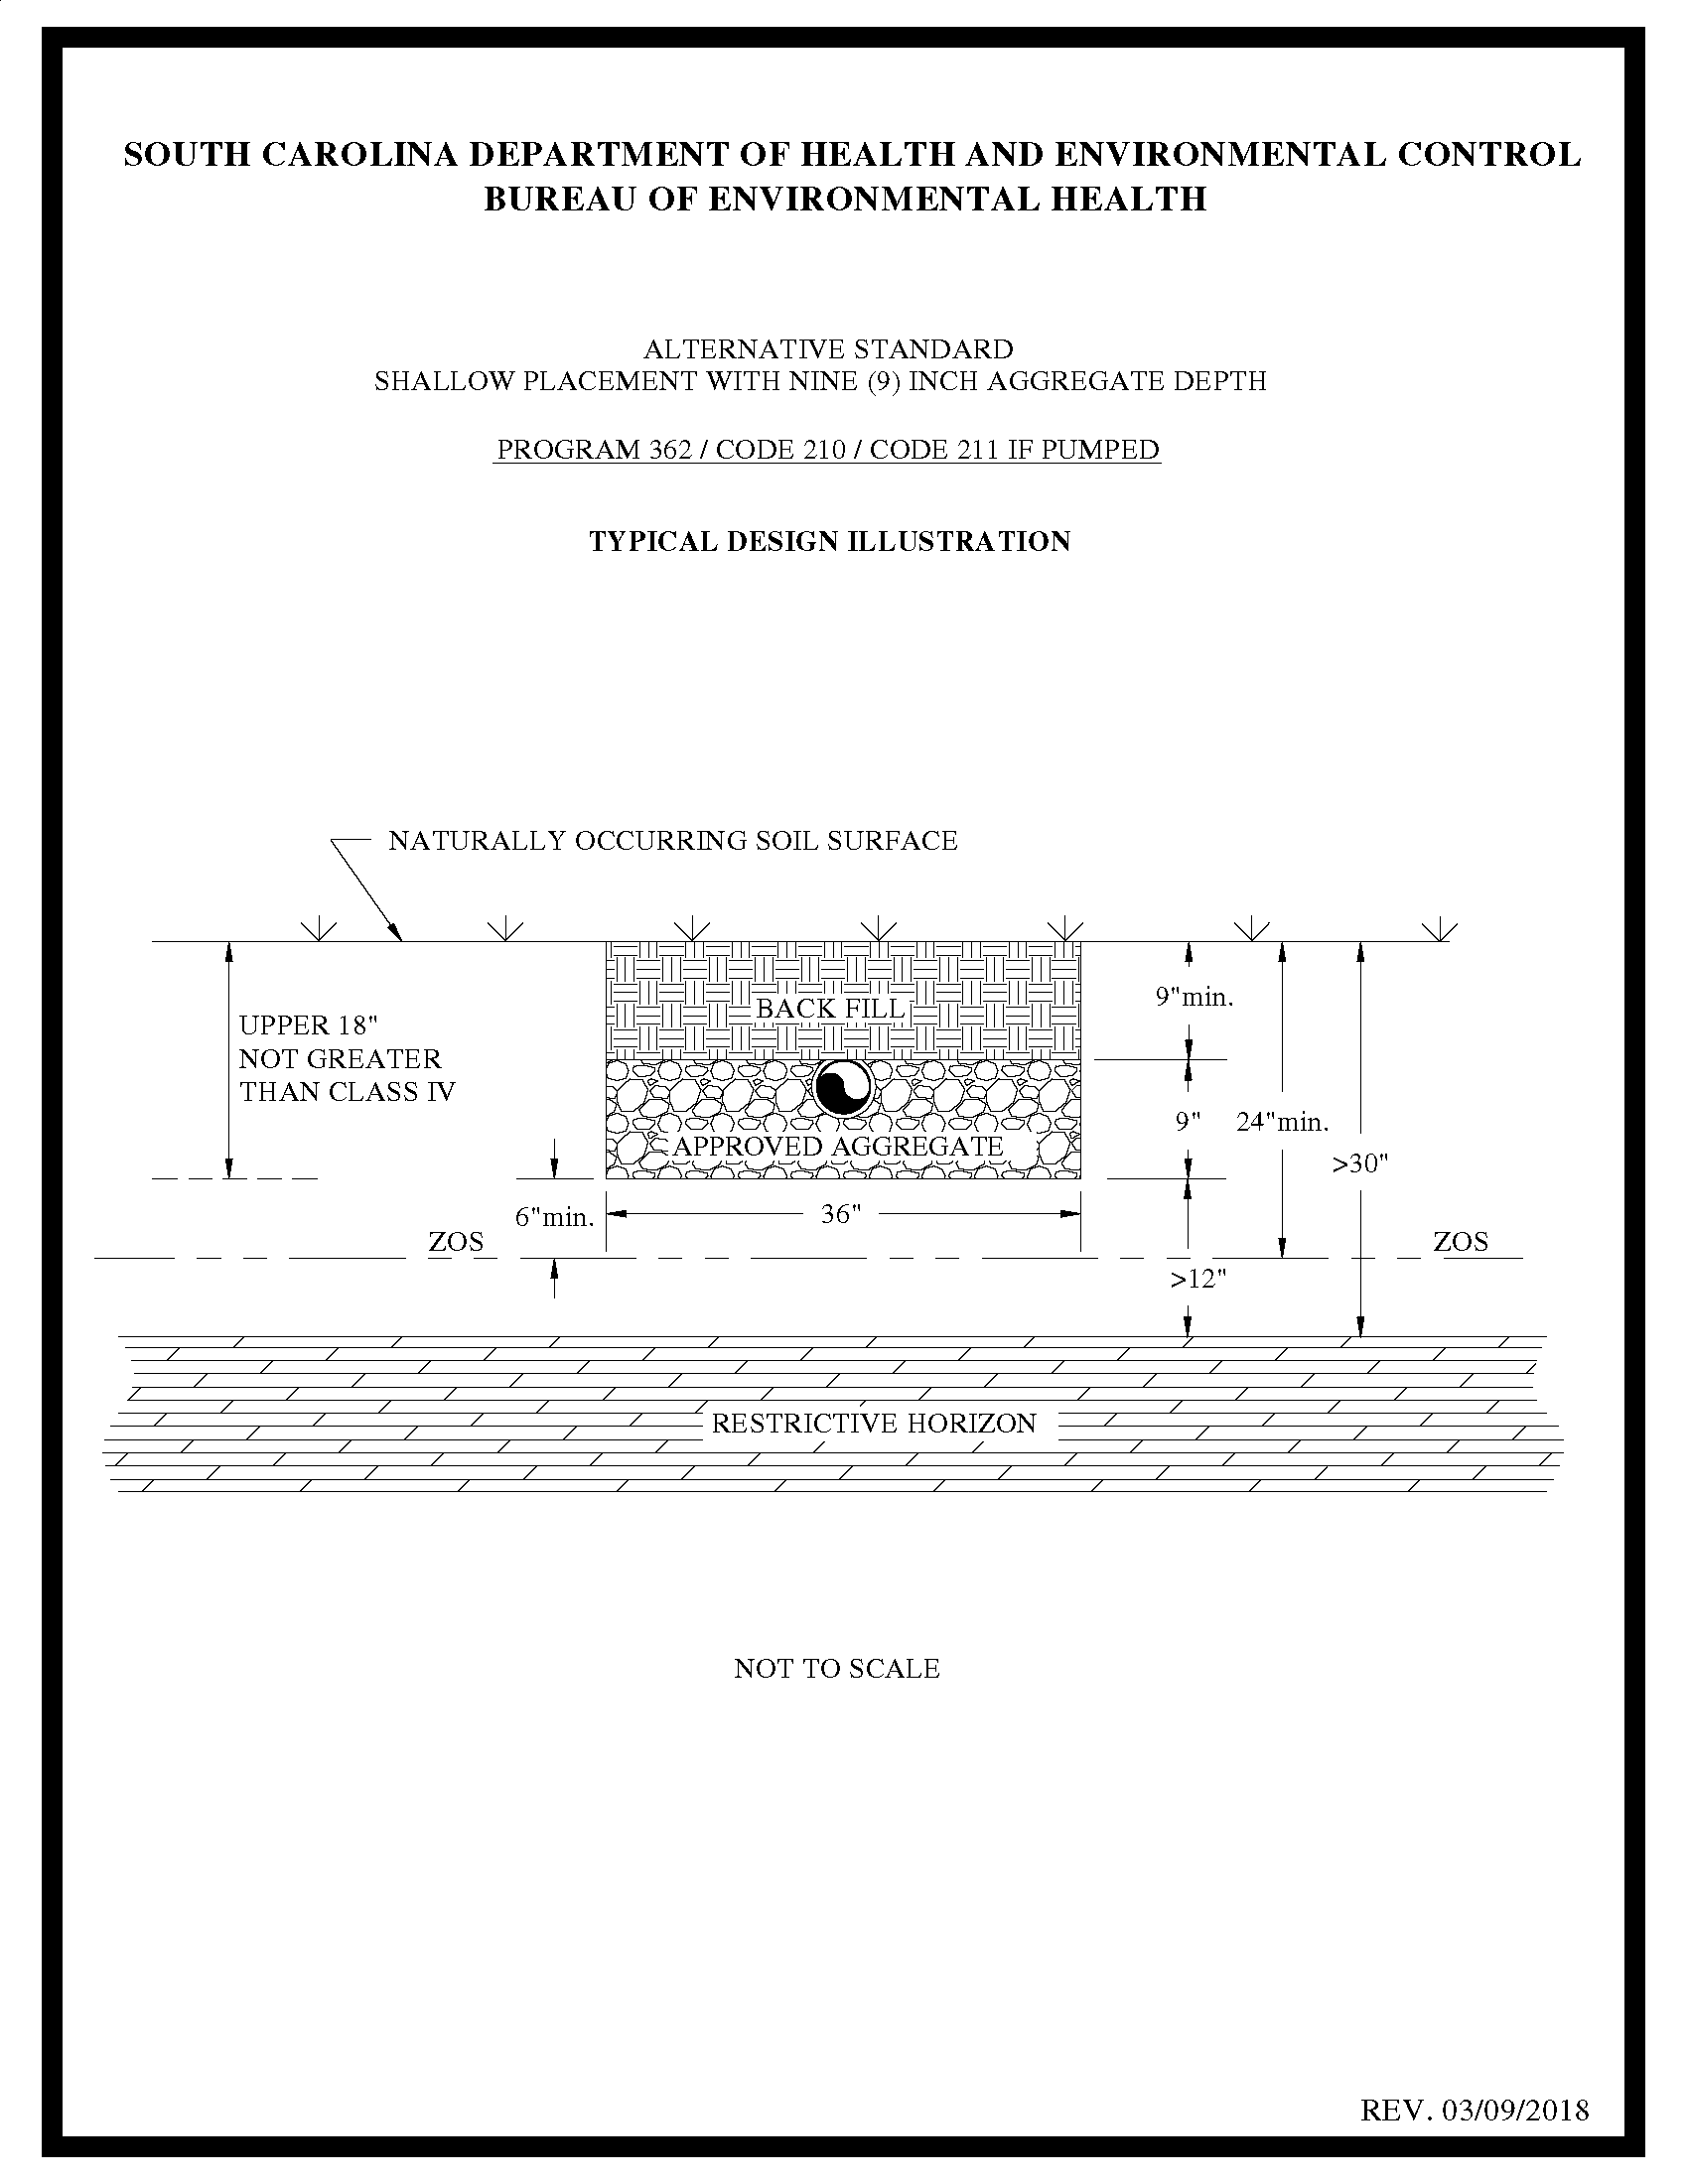 SOUTH CAROLINA DEPARTMENT OF HEALTH AND ENVIRONMENTAL CONTROL
BUREAU OF ENVIRONMENTAL HEALTH
ALTERNATIVE STANDARD
SHALLOW PLACEMENT WITH NINE (9) INCH AGGREGATE DEPTH
PROGRAM 362 / CODE 210 / CODE 211 IF PUMPED
TYPICAL DESIGN ILLUSTRATION
NATURALLY OCCURRING SOIL SURFACE
UPPER 18"
NOT GREATER
THAN CLASS IV
BACK FILL
9"min.
9"
24"min.
>30"
APPROVED AGGREGATE
6"min.
36"
ZOS
ZOS
>12"
RESTRICTIVE HORIZON
NOT TO SCALE
REV. 03/09/2018